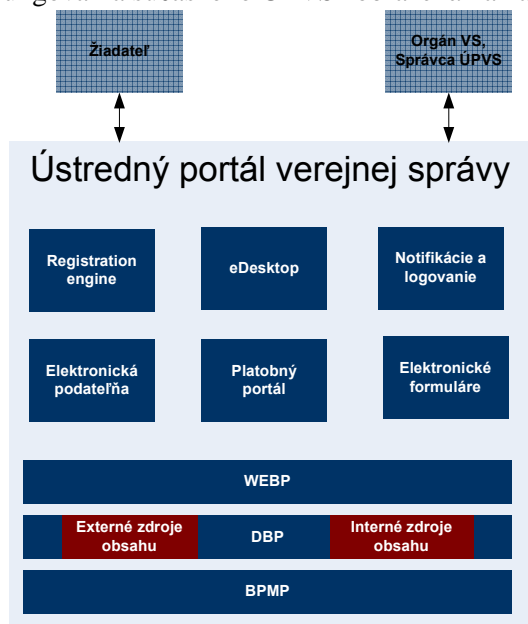 Žiadateľ
Orgán VS,
Správca ÚPVS
Ústredný portál verejnej správy
Registration
engine
eDesktop
Notifikácie a
logovanie
Elektronická
podateľňa
Platobný
portál
Elektronické
formuláre
WEBP
Externé zdroje
obsahu
DBP
Interné zdroje
obsahu
BPMP